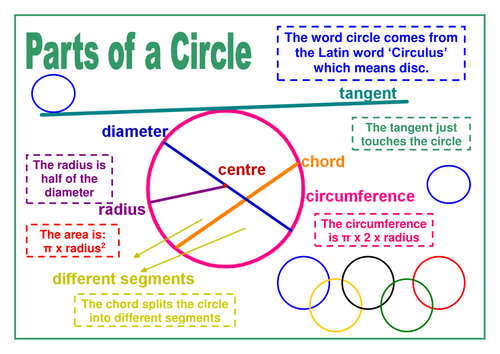 Parts of a Circle
The word circle comes from
the Latin word ‘Circulus’
which means disc.
tangent
The tangent just
touches the circle
diameter
centre
chord
The radius is
half of the
diameter
radius
circumference
The circumference
is π x 2 x radius
The area is:
π x radius²
different segments
The chord splits the circle
into different segments